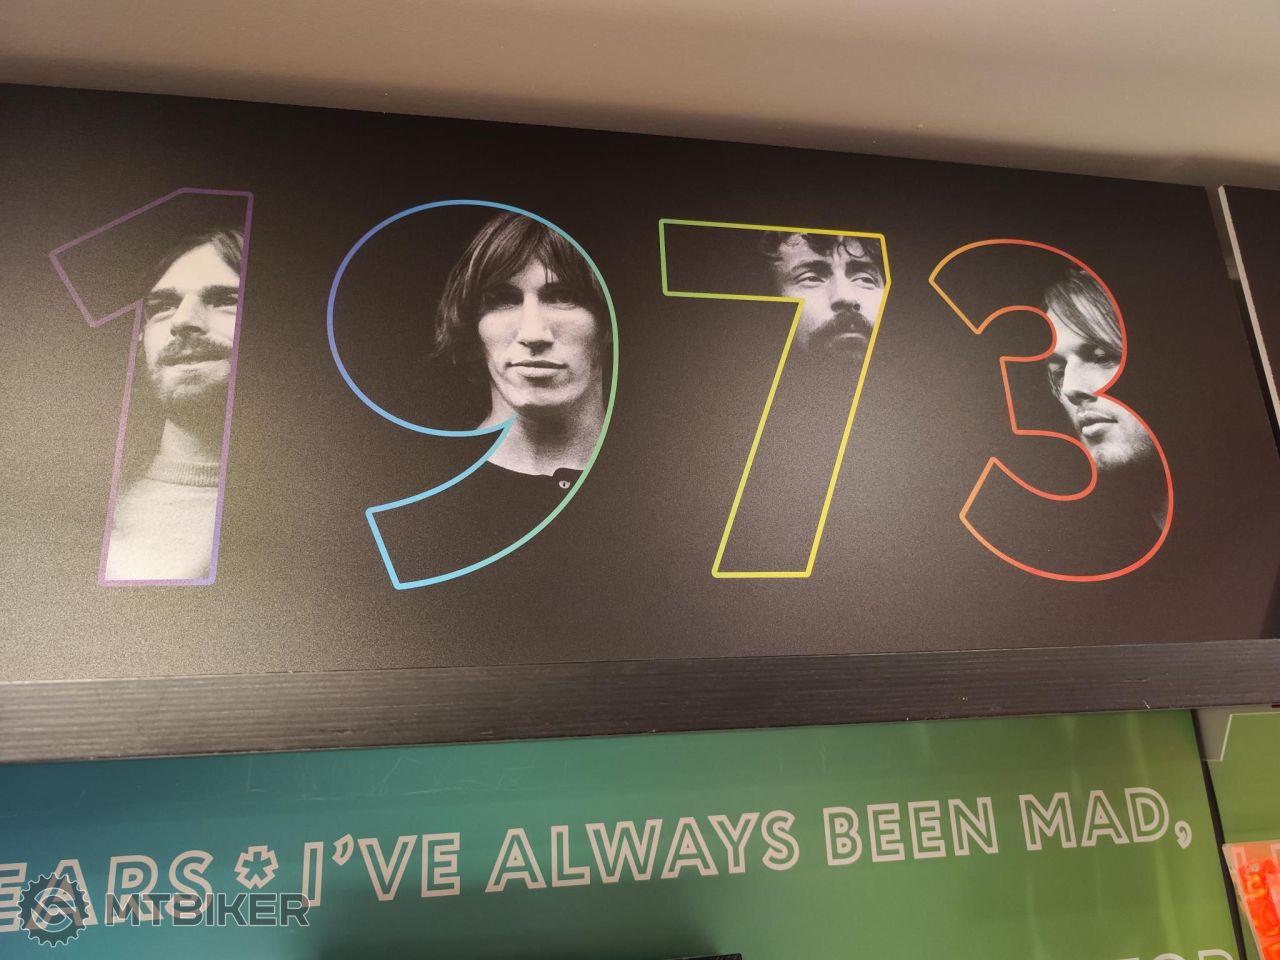 1973
EARS * I'VE ALWAYS BEEN MAD,
MTBIKER